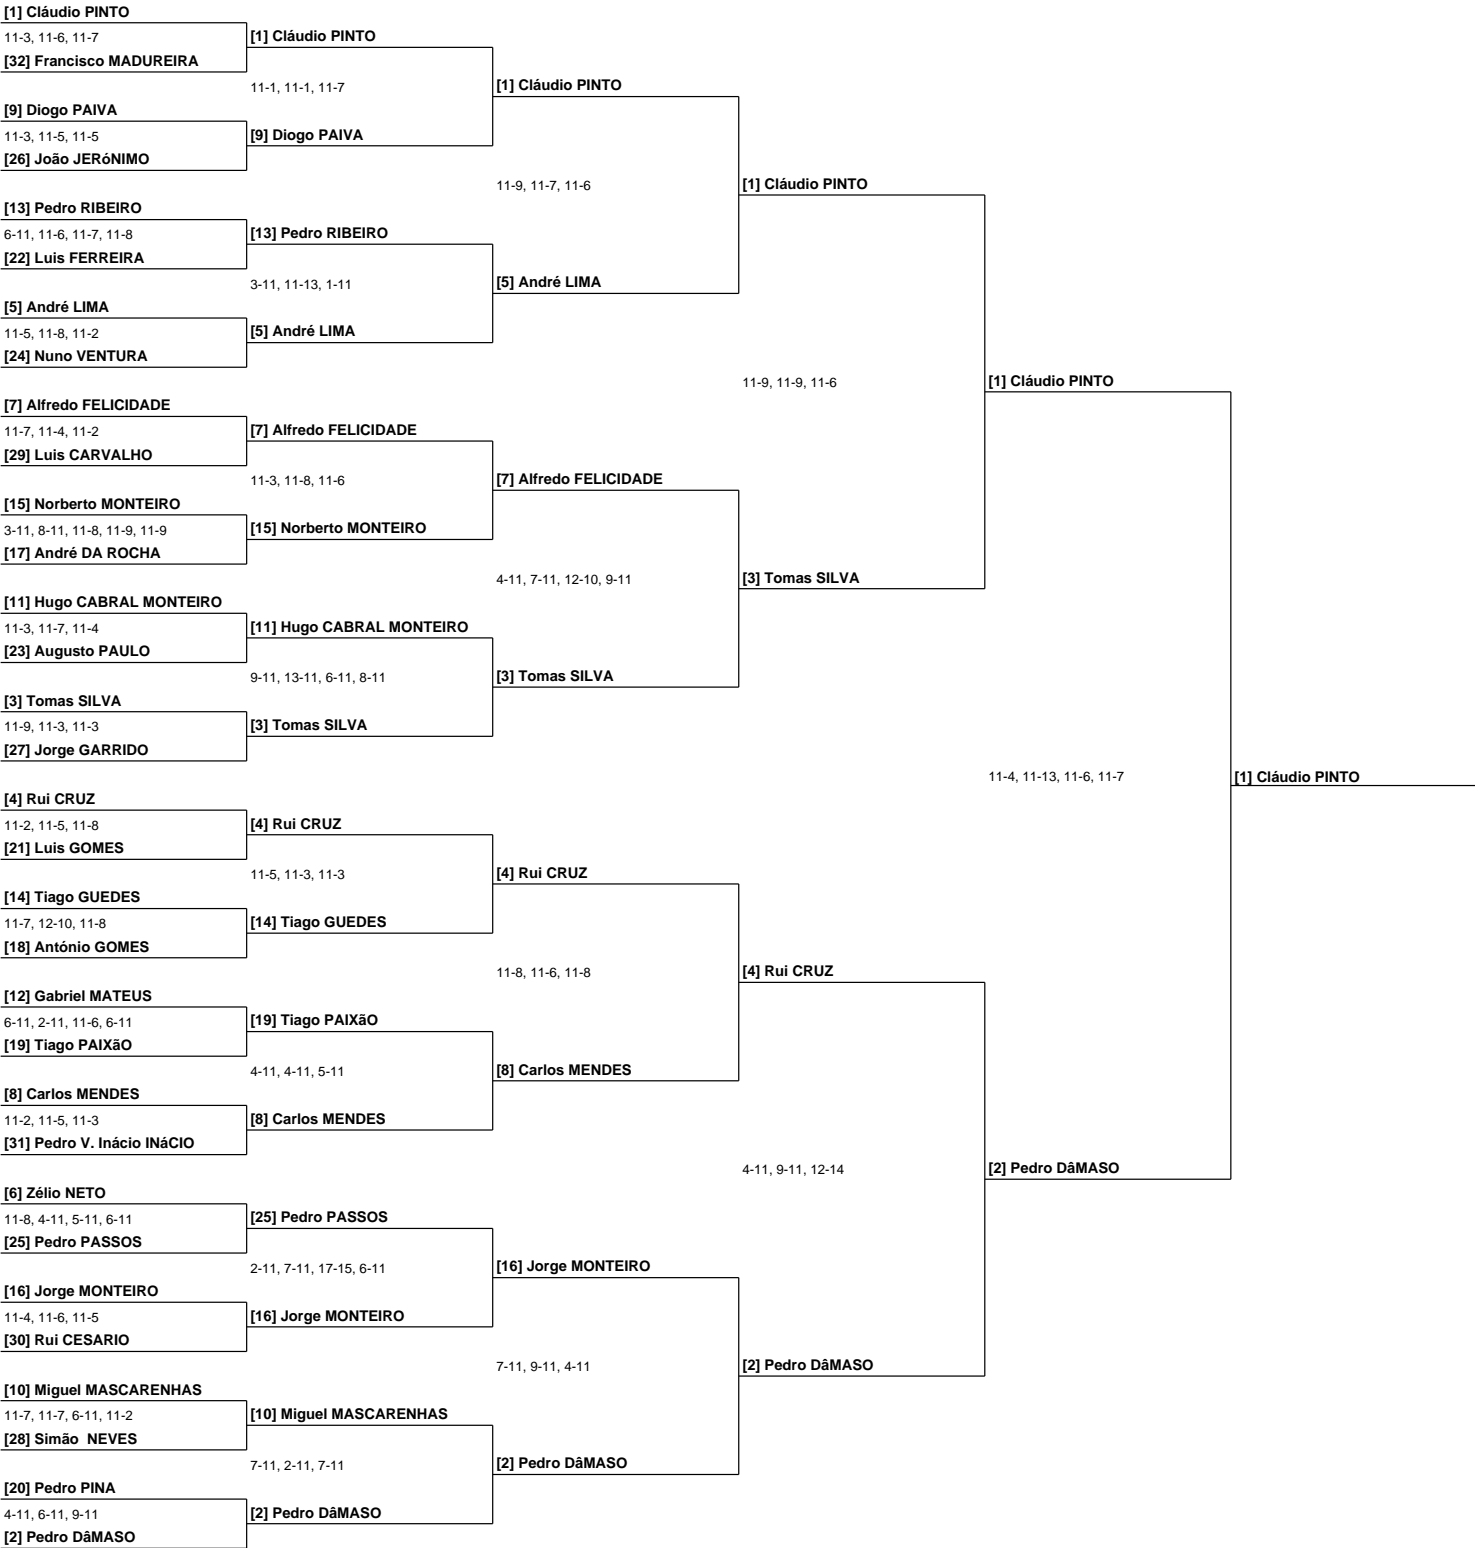 [1] Cláudio PINTO
11-3, 11-6, 11-7
[32] Francisco MADUREIRA
[9] Diogo PAIVA
11-3, 11-5, 11-5
[26] João JERóNIMO
[13] Pedro RIBEIRO
6-11, 11-6, 11-7, 11-8
[22] Luis FERREIRA
[5] André LIMA
11-5, 11-8, 11-2
[24] Nuno VENTURA
[7] Alfredo FELICIDADE
11-7, 11-4, 11-2
[29] Luis CARVALHO
[15] Norberto MONTEIRO
3-11, 8-11, 11-8, 11-9, 11-9
[17] André DA ROCHA
[11] Hugo CABRAL MONTEIRO
11-3, 11-7, 11-4
[23] Augusto PAULO
[3] Tomas SILVA
11-9, 11-3, 11-3
[27] Jorge GARRIDO
[4] Rui CRUZ
11-2, 11-5, 11-8
[21] Luis GOMES
[14] Tiago GUEDES
11-7, 12-10, 11-8
[18] António GOMES
[12] Gabriel MATEUS
6-11, 2-11, 11-6, 6-11
[19] Tiago PAIXãO
[8] Carlos MENDES
11-2, 11-5, 11-3
[31] Pedro V. Inácio INáCIO
[6] Zélio NETO
11-8, 4-11, 5-11, 6-11
[25] Pedro PASSOS
[16] Jorge MONTEIRO
11-4, 11-6, 11-5
[30] Rui CESARIO
[10] Miguel MASCARENHAS
11-7, 11-7, 6-11, 11-2
[28] Simão  NEVES
[20] Pedro PINA
4-11, 6-11, 9-11
[2] Pedro DâMASO
[1] Cláudio PINTO
11-1, 11-1, 11-7
[9] Diogo PAIVA
[13] Pedro RIBEIRO
3-11, 11-13, 1-11
[5] André LIMA
[7] Alfredo FELICIDADE
11-3, 11-8, 11-6
[15] Norberto MONTEIRO
[11] Hugo CABRAL MONTEIRO
9-11, 13-11, 6-11, 8-11
[3] Tomas SILVA
[4] Rui CRUZ
11-5, 11-3, 11-3
[14] Tiago GUEDES
[19] Tiago PAIXãO
4-11, 4-11, 5-11
[8] Carlos MENDES
[25] Pedro PASSOS
2-11, 7-11, 17-15, 6-11
[16] Jorge MONTEIRO
[10] Miguel MASCARENHAS
7-11, 2-11, 7-11
[2] Pedro DâMASO
[1] Cláudio PINTO
11-9, 11-7, 11-6
[5] André LIMA
[7] Alfredo FELICIDADE
4-11, 7-11, 12-10, 9-11
[3] Tomas SILVA
[4] Rui CRUZ
11-8, 11-6, 11-8
[8] Carlos MENDES
[16] Jorge MONTEIRO
7-11, 9-11, 4-11
[2] Pedro DâMASO
[1] Cláudio PINTO
11-9, 11-9, 11-6
[3] Tomas SILVA
[4] Rui CRUZ
4-11, 9-11, 12-14
[2] Pedro DâMASO
[1] Cláudio PINTO
11-4, 11-13, 11-6, 11-7
[2] Pedro DâMASO
[1] Cláudio PINTO